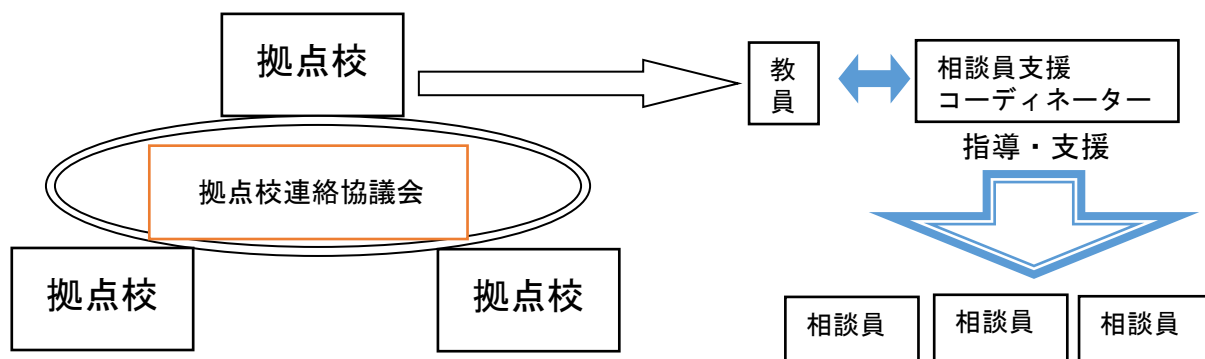 拠点校
拠点校連絡協議会
拠点校
拠点校
教
員
相談員支援
コーディネーター
指導・支援
相談員
相談員
相談員